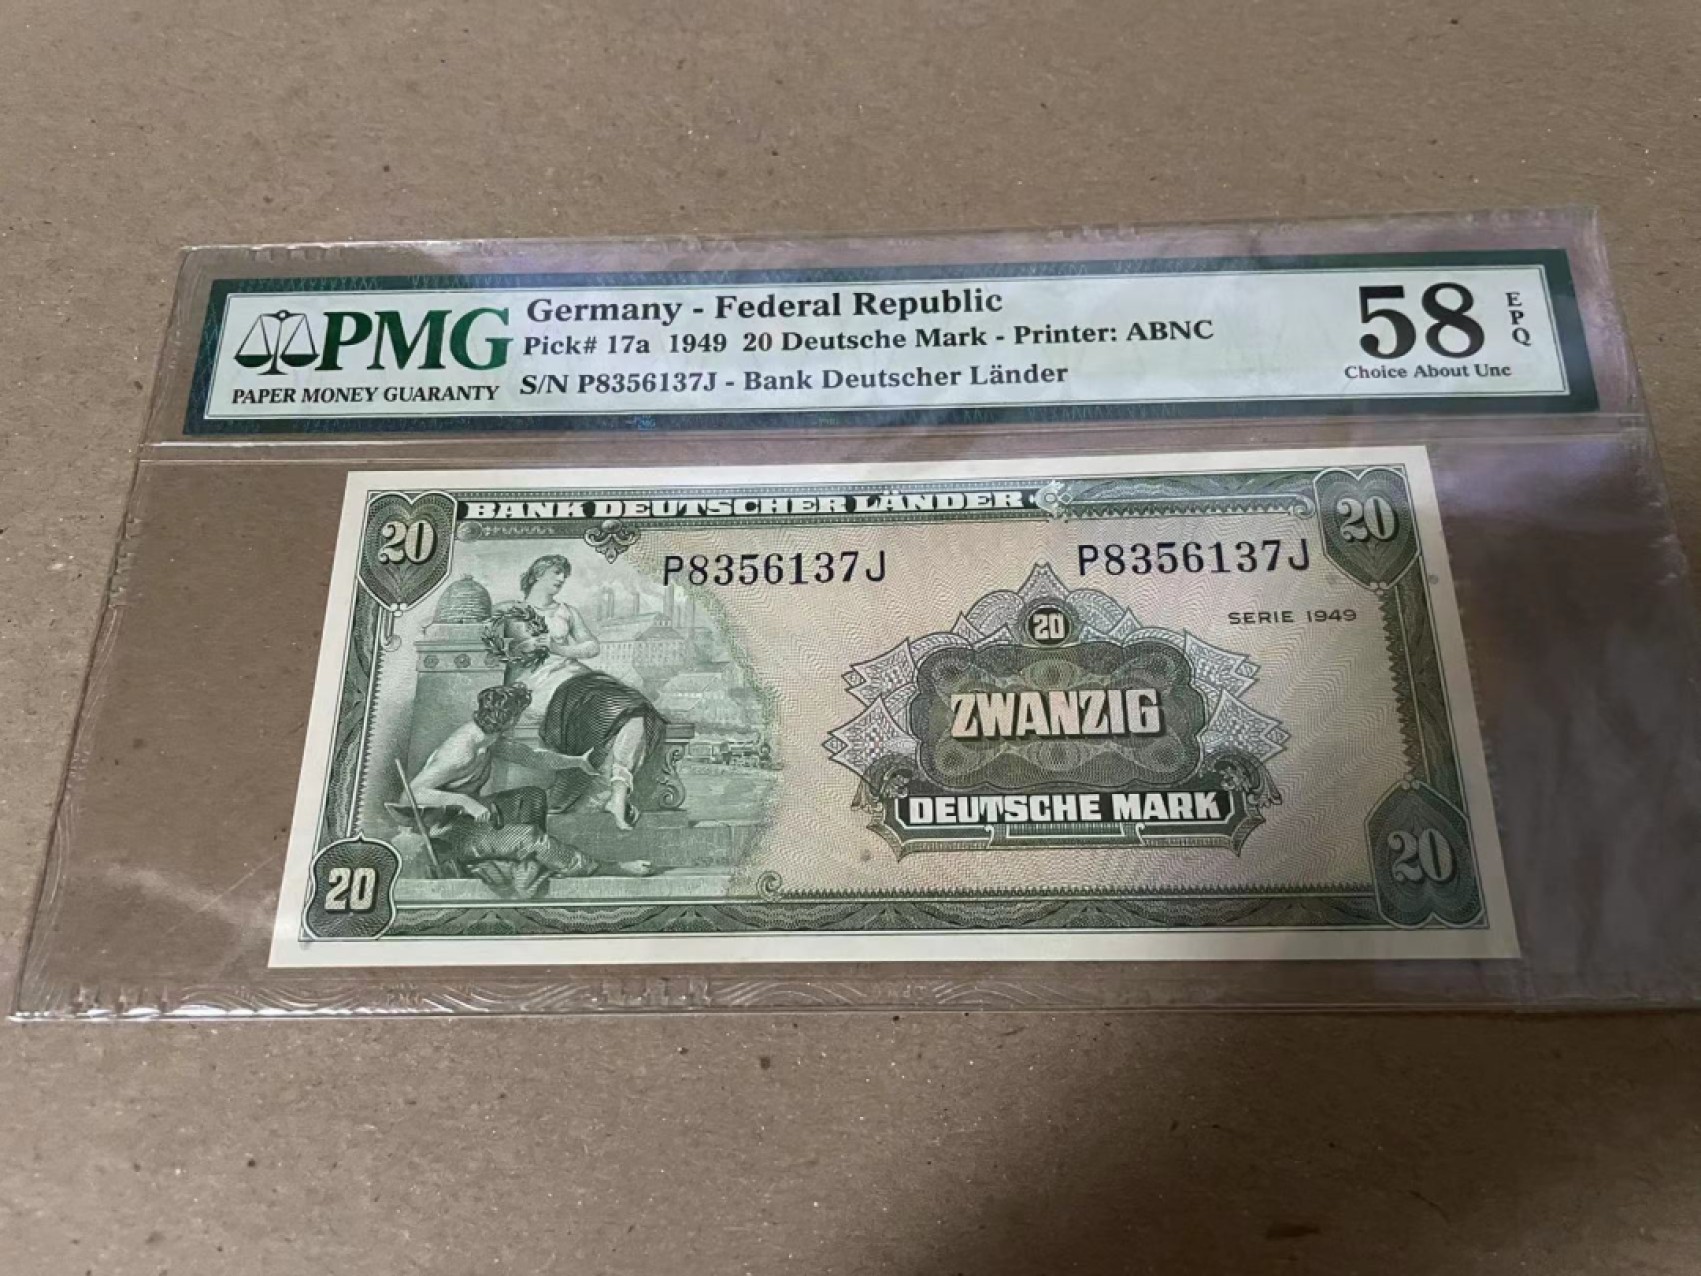 PMG
PAPER MONEY GUARANTY
Germany - Federal Republic
Pick# 17a 1949 20 Deutsche Mark - Printer: ABNC
S/N P8356137J - Bank Deutscher Länder
58
EPQ
Choice About Unc
BANK DEUTSCHER LÄNDER
20
20
P8356137J
P8356137J
SERIE 1949
20
ZWANZIG
DEUTSCHE MARK
20
20